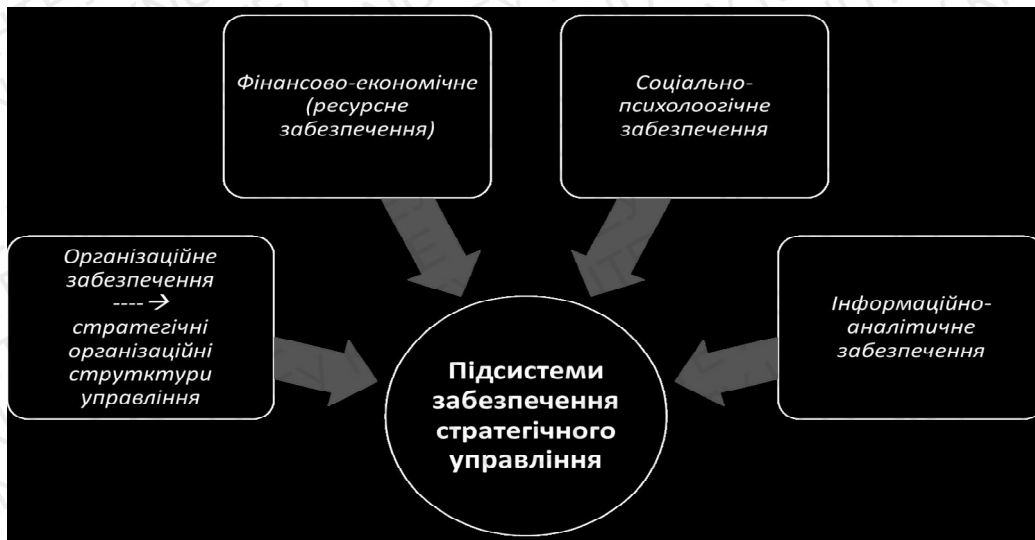 Фінансово-економічне
(ресурсне
забезпечення)
Соціально-
психолоогічне
забезпечення
Організаційне
забезпечення
---- →
стратегічні
організаційні
струтктури
управління
Інформаційно-
аналітичне
забезпечення
Підсистеми
забезпечення
стратегічного
управління